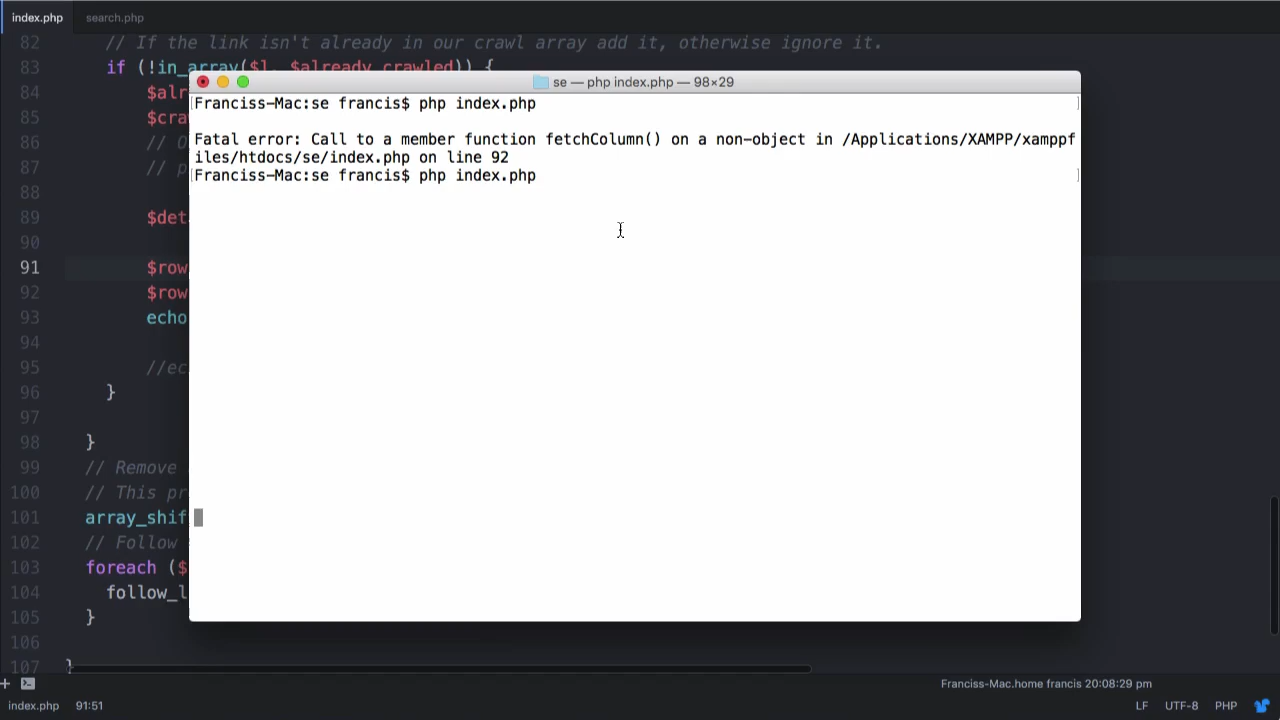 index.php
search.php
82 // If the link isn't already in our crawl array add it, otherwise ignore it.
83 if (!in_array($l, $already_crawled)) {
84 $alr
85 $cra
86 // O
87 // p
88
89 $det
90
91 $row
92 $row
93 echo
94
95 //ec
96 }
97
98 }
99 // Remove
100 // This pr
101 array_shif
102 // Follow
103 foreach ($
104 follow_l
105 }
106
107 }
se — php index.php — 98×29
Franciss-Mac:se francis$ php index.php
Fatal error: Call to a member function fetchColumn() on a non-object in /Applications/XAMPP/xamppf
iles/htdocs/se/index.php on line 92
Franciss-Mac:se francis$ php index.php
Franciss-Mac.home francis 20:08:29 pm
index.php 91:51 LF UTF-8 PHP